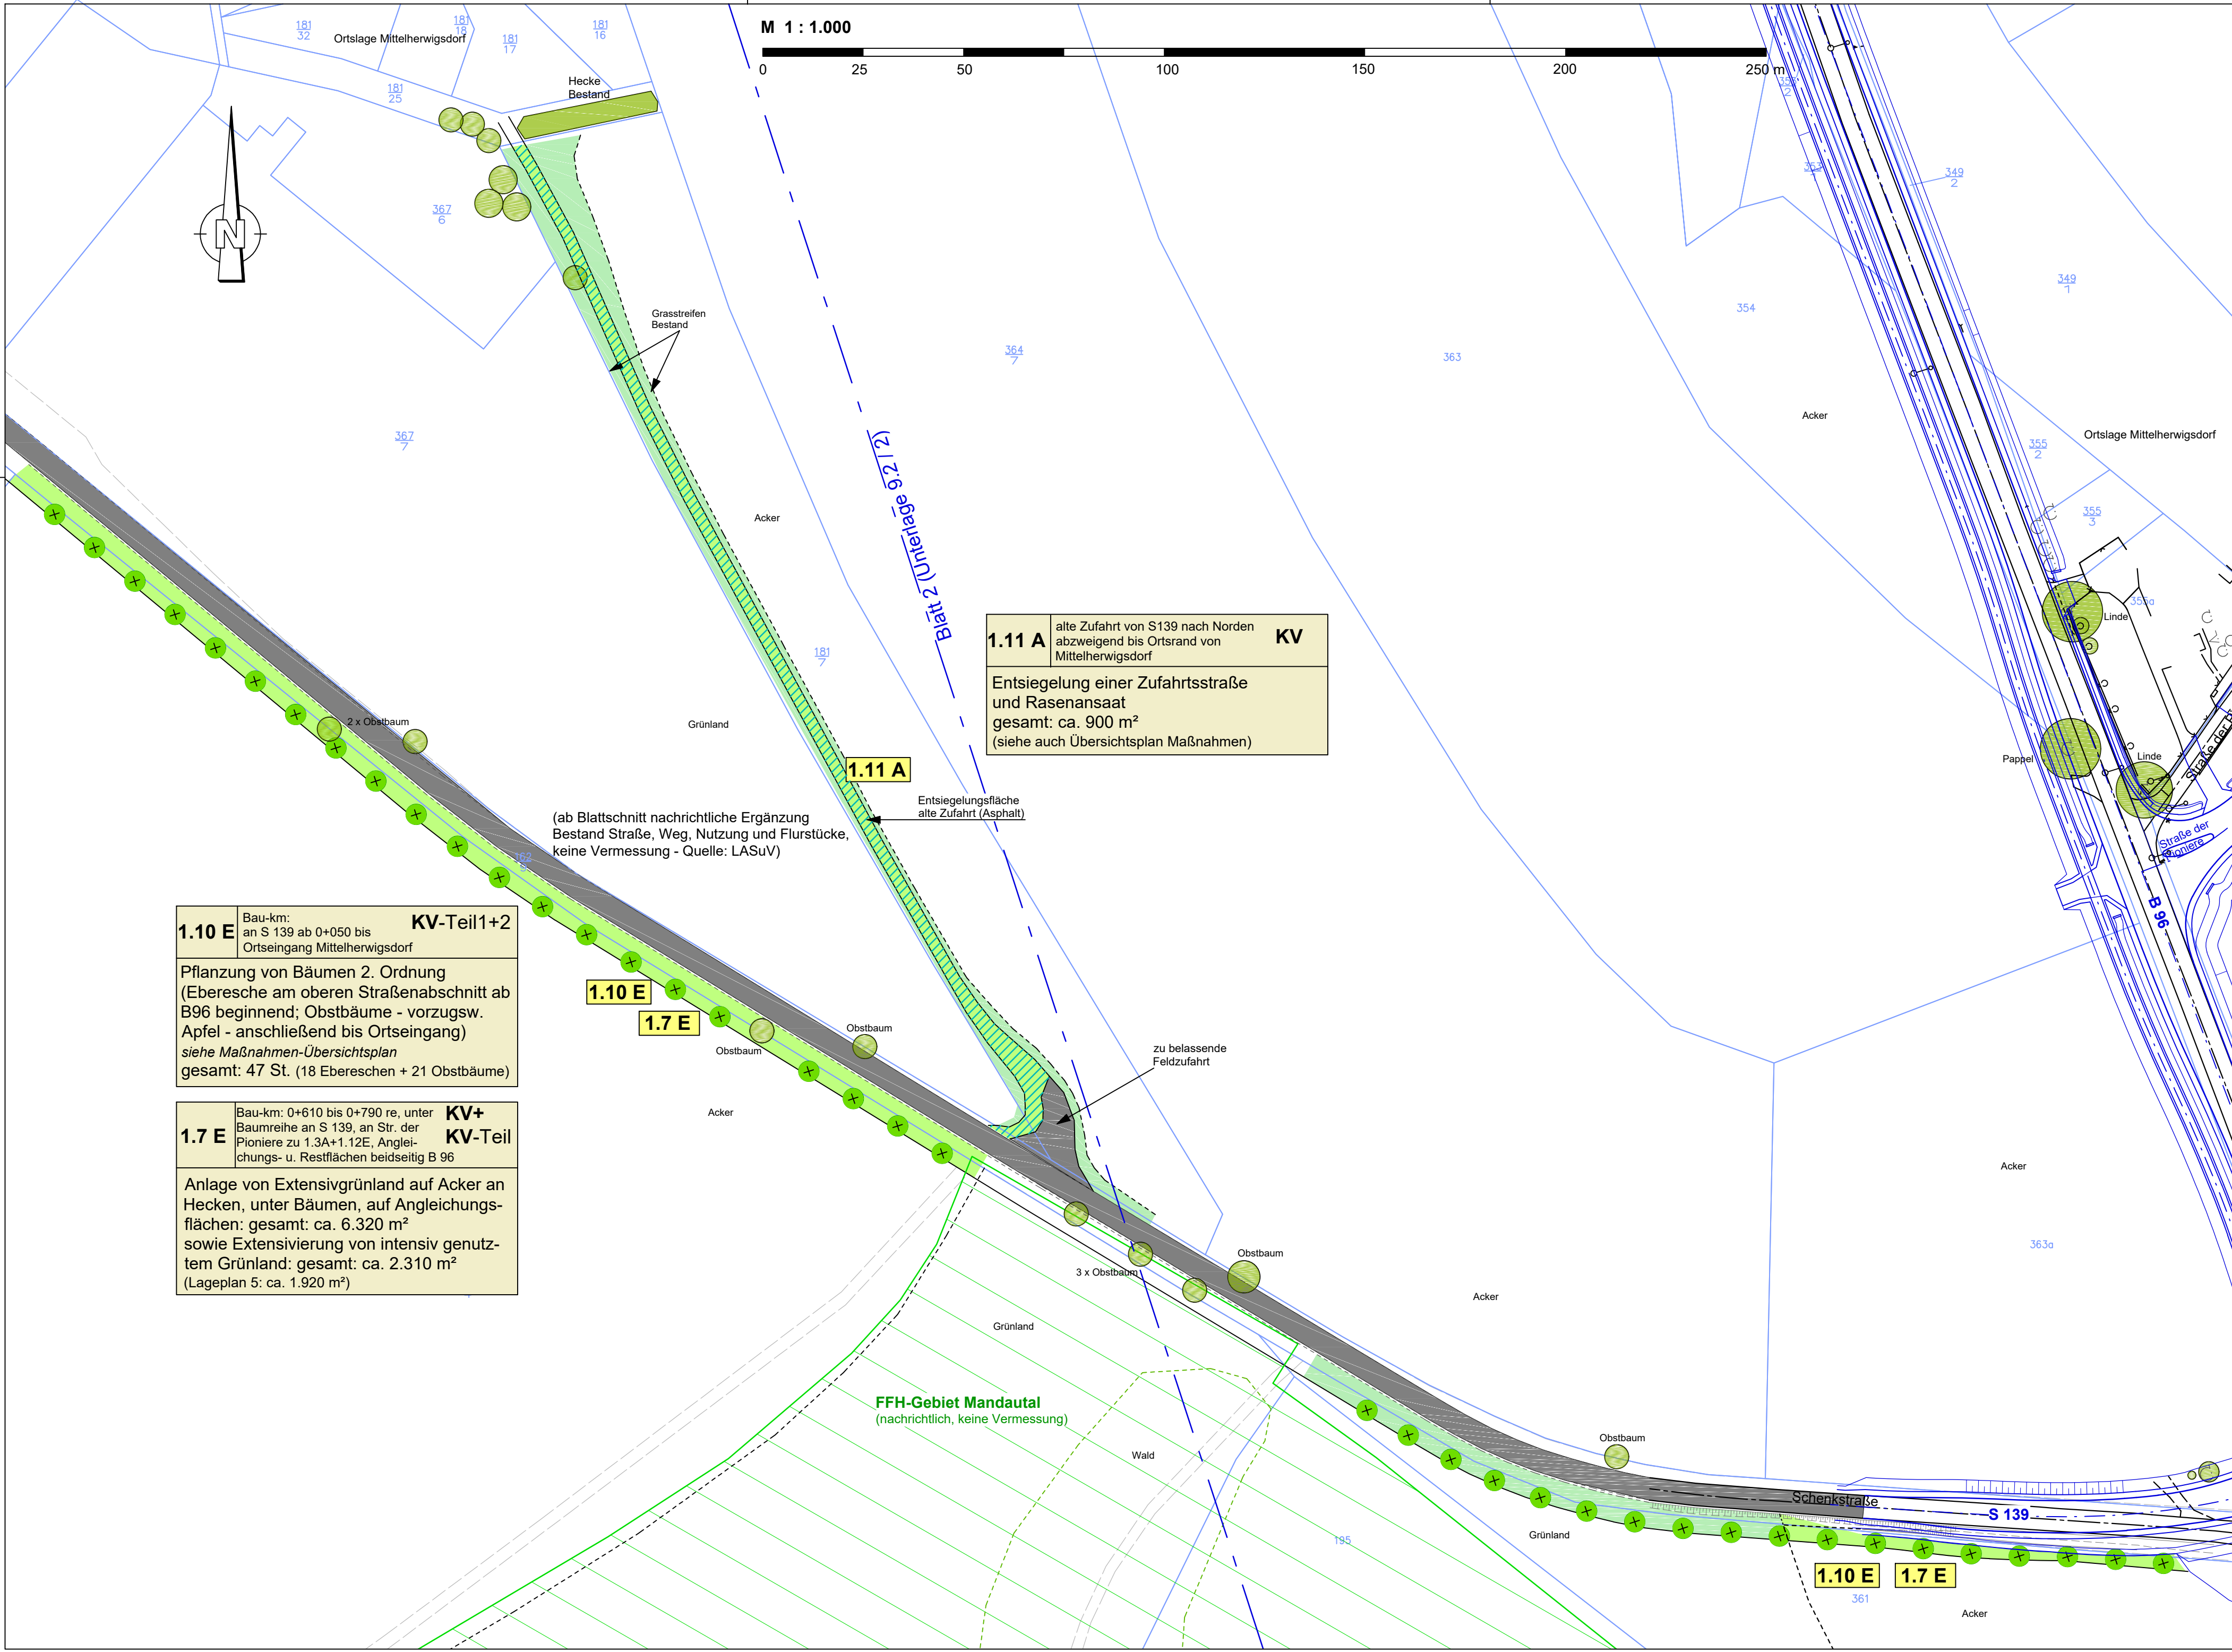 M 1 : 1.000
0 25 50 100 150 200 250 m
181
32
Ortslage Mittelherwigsdorf
181
18
181
17
181
16
181
25
Hecke
Bestand
N
367
6
Grasstreifen
Bestand
367
7
364
7
363
354
349
2
349
1
Acker
355
2
Ortslage Mittelherwigsdorf
355
3
355a
Linde
Linde
Pappel
Straße der
Straße der
Pioniere
B 96
Acker
181
7
Grünland
Blatt 2 (Unterlage 9.2 / 2)
1.11 A
alte Zufahrt von S139 nach Norden
abzweigend bis Ortsrand von
Mittelherwigsdorf
KV
Entsiegelung einer Zufahrtsstraße
und Rasenansaat
gesamt: ca. 900 m²
(siehe auch Übersichtsplan Maßnahmen)
2 x Obstbaum
1.11 A
Entsiegelungsfläche
alte Zufahrt (Asphalt)
(ab Blattschnitt nachrichtliche Ergänzung
Bestand Straße, Weg, Nutzung und Flurstücke,
keine Vermessung - Quelle: LASuV)
1.10 E
Bau-km:
an S 139 ab 0+050 bis
Ortseingang Mittelherwigsdorf
KV-Teil1+2
Pflanzung von Bäumen 2. Ordnung
(Eberesche am oberen Straßenabschnitt ab
B96 beginnend; Obstbäume - vorzugsw.
Apfel - anschließend bis Ortseingang)
siehe Maßnahmen-Übersichtsplan
gesamt: 47 St. (18 Ebereschen + 21 Obstbäume)
1.7 E
Bau-km: 0+610 bis 0+790 re, unter
Baumreihe an S 139, an Str. der
Pioniere zu 1.3A+1.12E, Anglei-
chungs- u. Restflächen beidseitig B 96
KV+
KV-Teil
Anlage von Extensivgrünland auf Acker an
Hecken, unter Bäumen, auf Angleichungs-
flächen: gesamt: ca. 6.320 m²
sowie Extensivierung von intensiv genutz-
tem Grünland: gesamt: ca. 2.310 m²
(Lageplan 5: ca. 1.920 m²)
1.10 E
1.7 E
Obstbaum
Obstbaum
Acker
zu belassende
Feldzufahrt
3 x Obstbaum
Obstbaum
Grünland
Acker
Acker
363a
FFH-Gebiet Mandautal
(nachrichtlich, keine Vermessung)
Wald
195
Obstbaum
Schenkstraße
S 139
Grünland
1.10 E
1.7 E
361
Acker